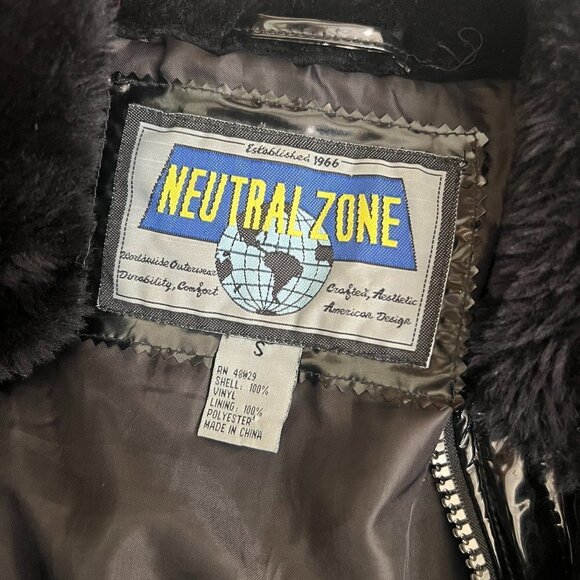 Established 1966
NEUTRAL ZONE
Worldwide Outerwear
Durability, Comfort
Crafted, Aesthetic
American Design
S
RN 48029
SHELL: 100%
VINYL
LINING: 100%
POLYESTER
MADE IN CHINA